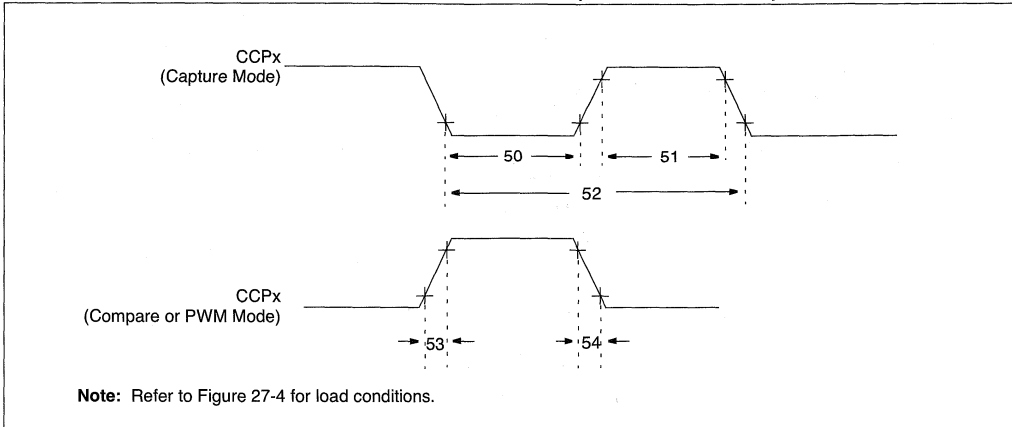 CCPx
(Capture Mode)
50
51
52
CCPx
(Compare or PWM Mode)
53
54
Note: Refer to Figure 27-4 for load conditions.